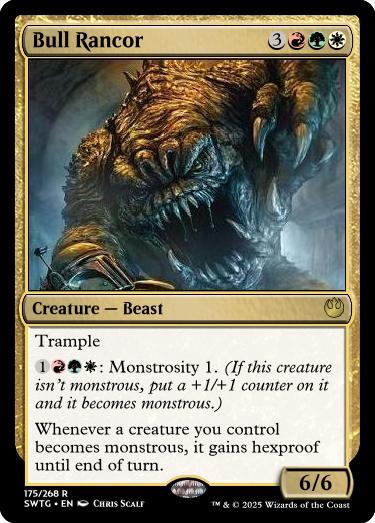 Bull Rancor 3
Creature — Beast
Trample
1: Monstrosity 1. (If this creature
isn't monstrous, put a +1/+1 counter on it
and it becomes monstrous.)
Whenever a creature you control
becomes monstrous, it gains hexproof
until end of turn.
6/6
175/268 R
SWTG • EN Chris Scalf
™ & © 2025 Wizards of the Coast